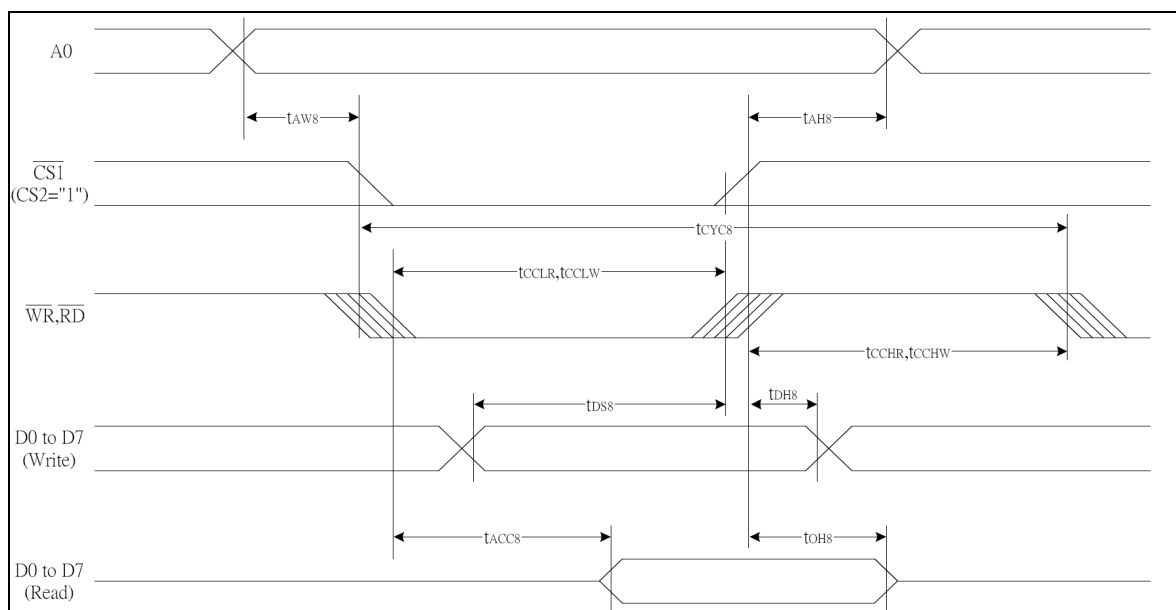 A0
tAW8
tAH8
CS1
(CS2="1")
tCYC8
tCCLR,tCCLW
WR,RD
tCCHR,tCCHW
tDS8
tDH8
D0 to D7
(Write)
tACC8
tOH8
D0 to D7
(Read)